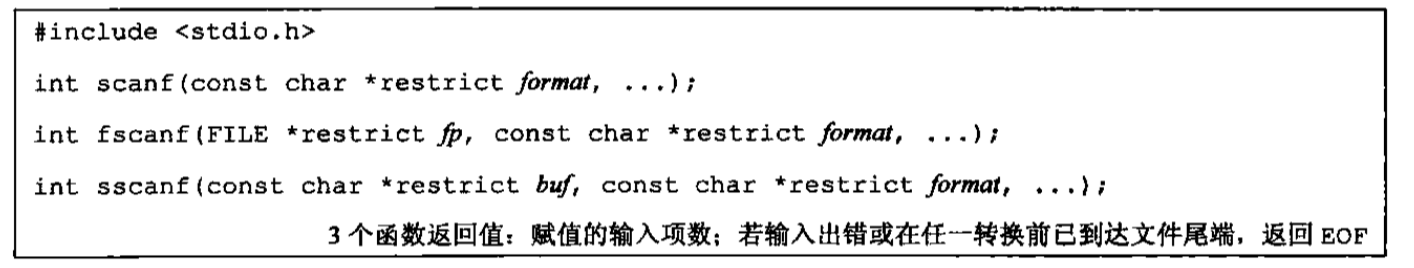 #include <stdio.h>
int scanf(const char *restrict format, ...);
int fscanf(FILE *restrict fp, const char *restrict format, ...);
int sscanf(const char *restrict buf, const char *restrict format, ...);
3 个函数返回值：赋值的输入项数；若输入出错或在任一转换前已到达文件尾端，返回 EOF